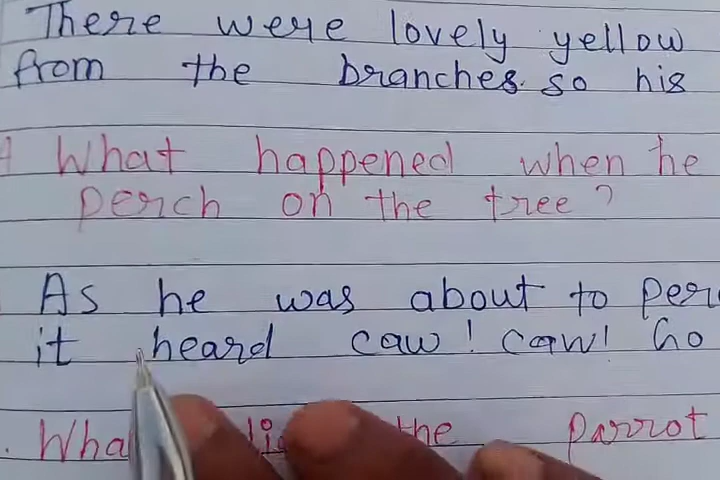 There were lovely yellow
from the branches. so his
What happened when he
perch on the tree?
As he was about to per
it heard caw! caw! Go
the parrot